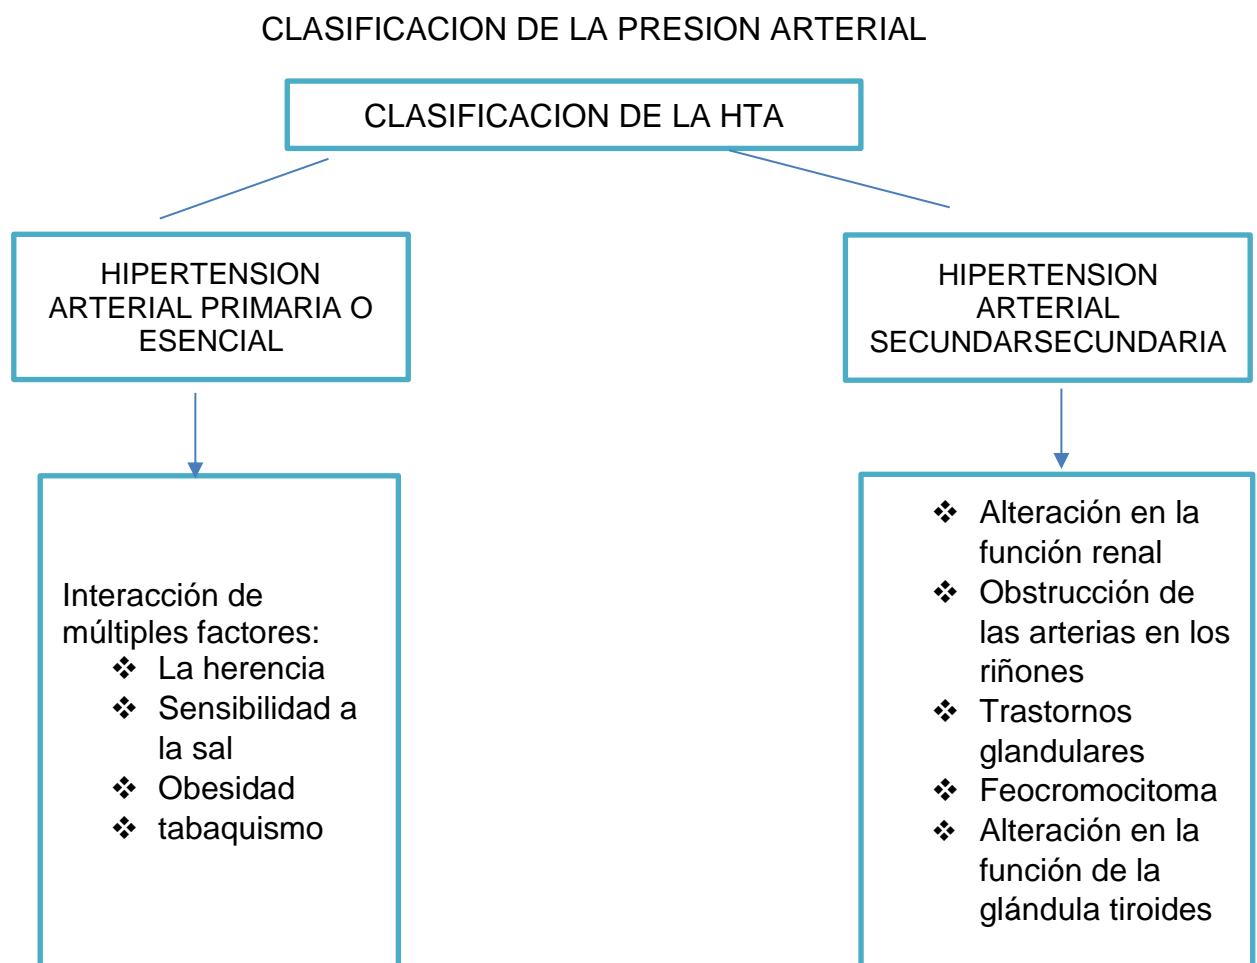 CLASIFICACION DE LA PRESION ARTERIAL
CLASIFICACION DE LA HTA
HIPERTENSION
ARTERIAL PRIMARIA O
ESENCIAL
HIPERTENSION
ARTERIAL
SECUNDARSECUNDARIA
Interacción de
múltiples factores:
❖ La herencia
❖ Sensibilidad a
la sal
❖ Obesidad
❖ tabaquismo
❖ Alteración en la
función renal
❖ Obstrucción de
las arterias en los
riñones
❖ Trastornos
glandulares
❖ Feocromocitoma
❖ Alteración en la
función de la
glándula tiroides